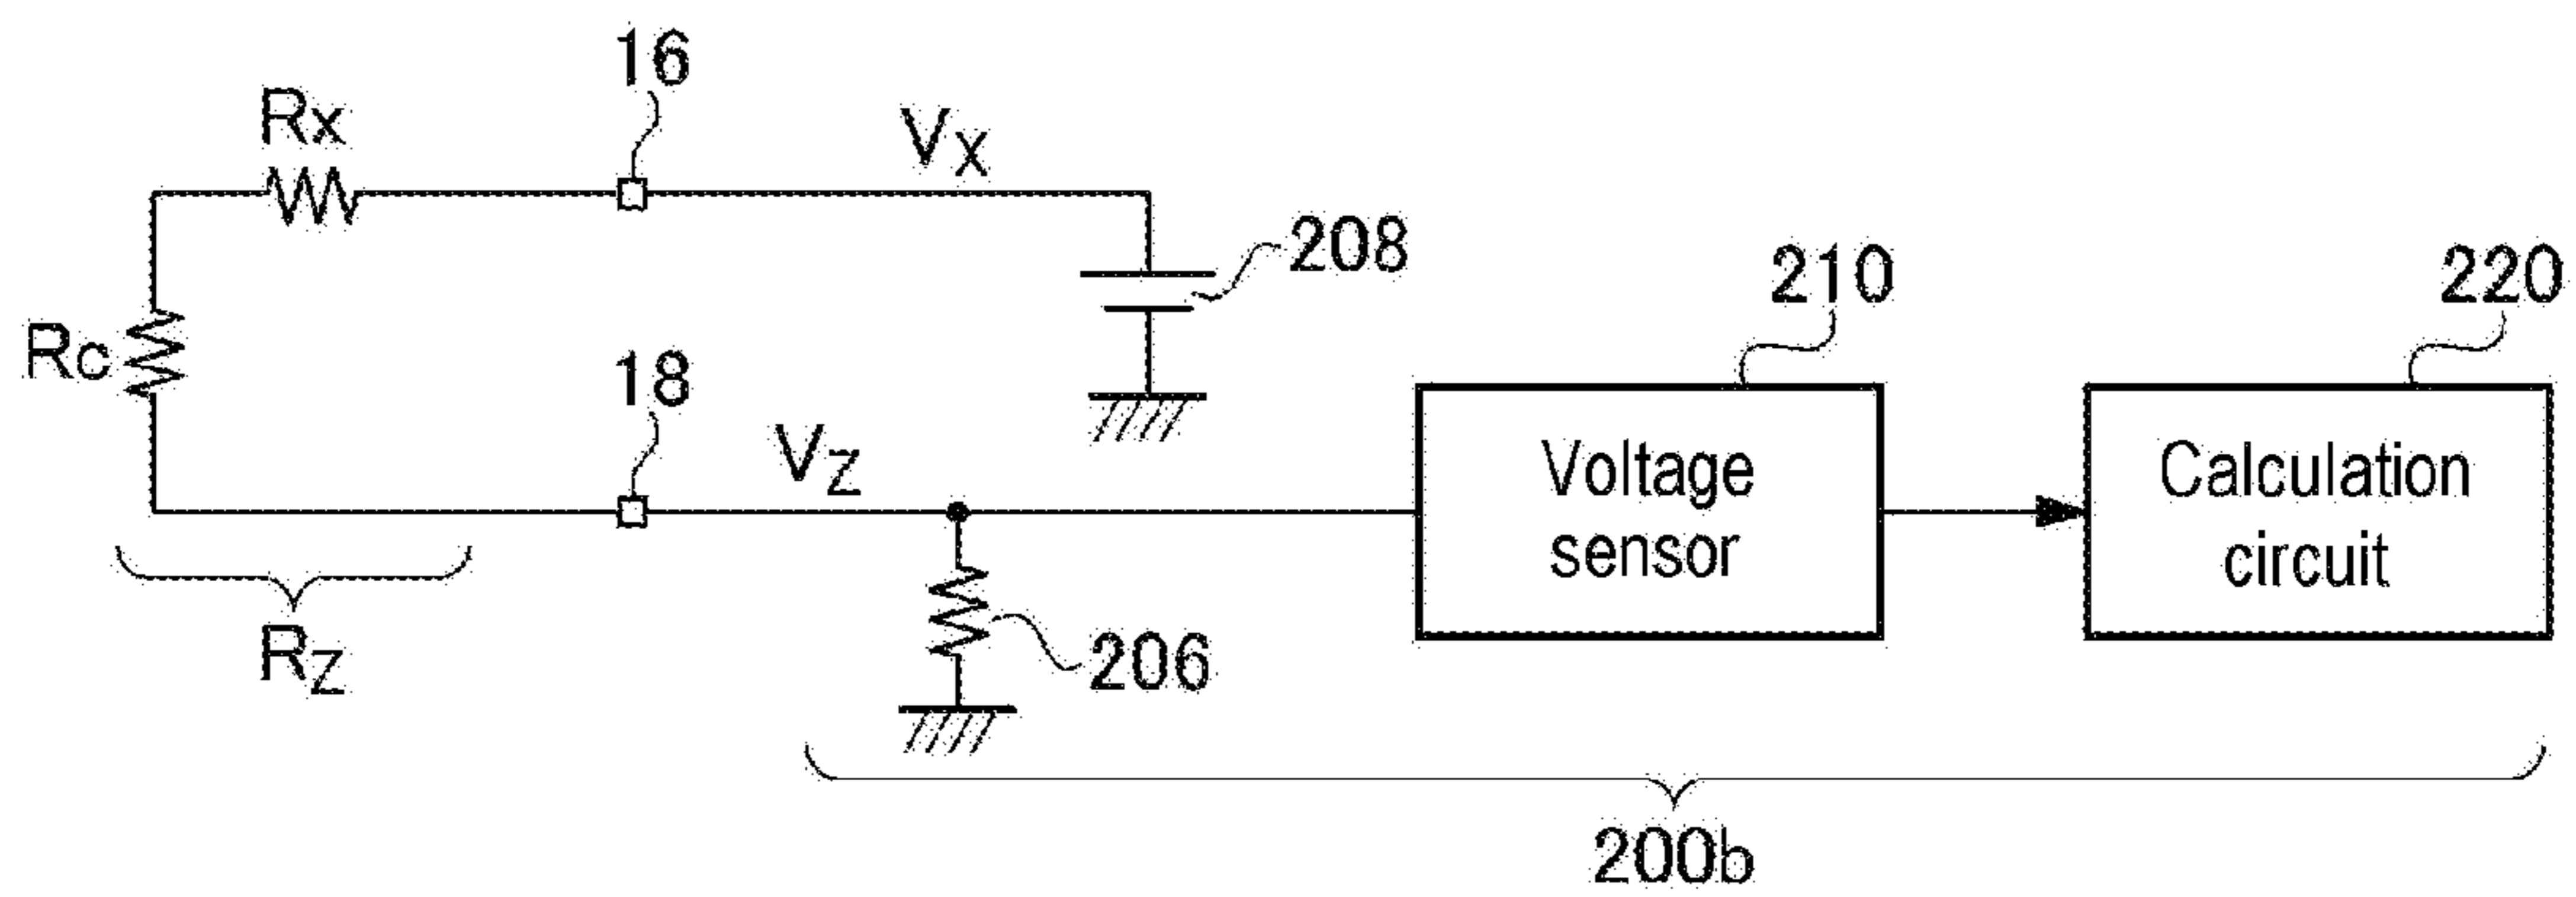 16
Rx
VX
208
210
220
Rc
18
VZ
Voltage
sensor
Calculation
circuit
RZ
206
200b